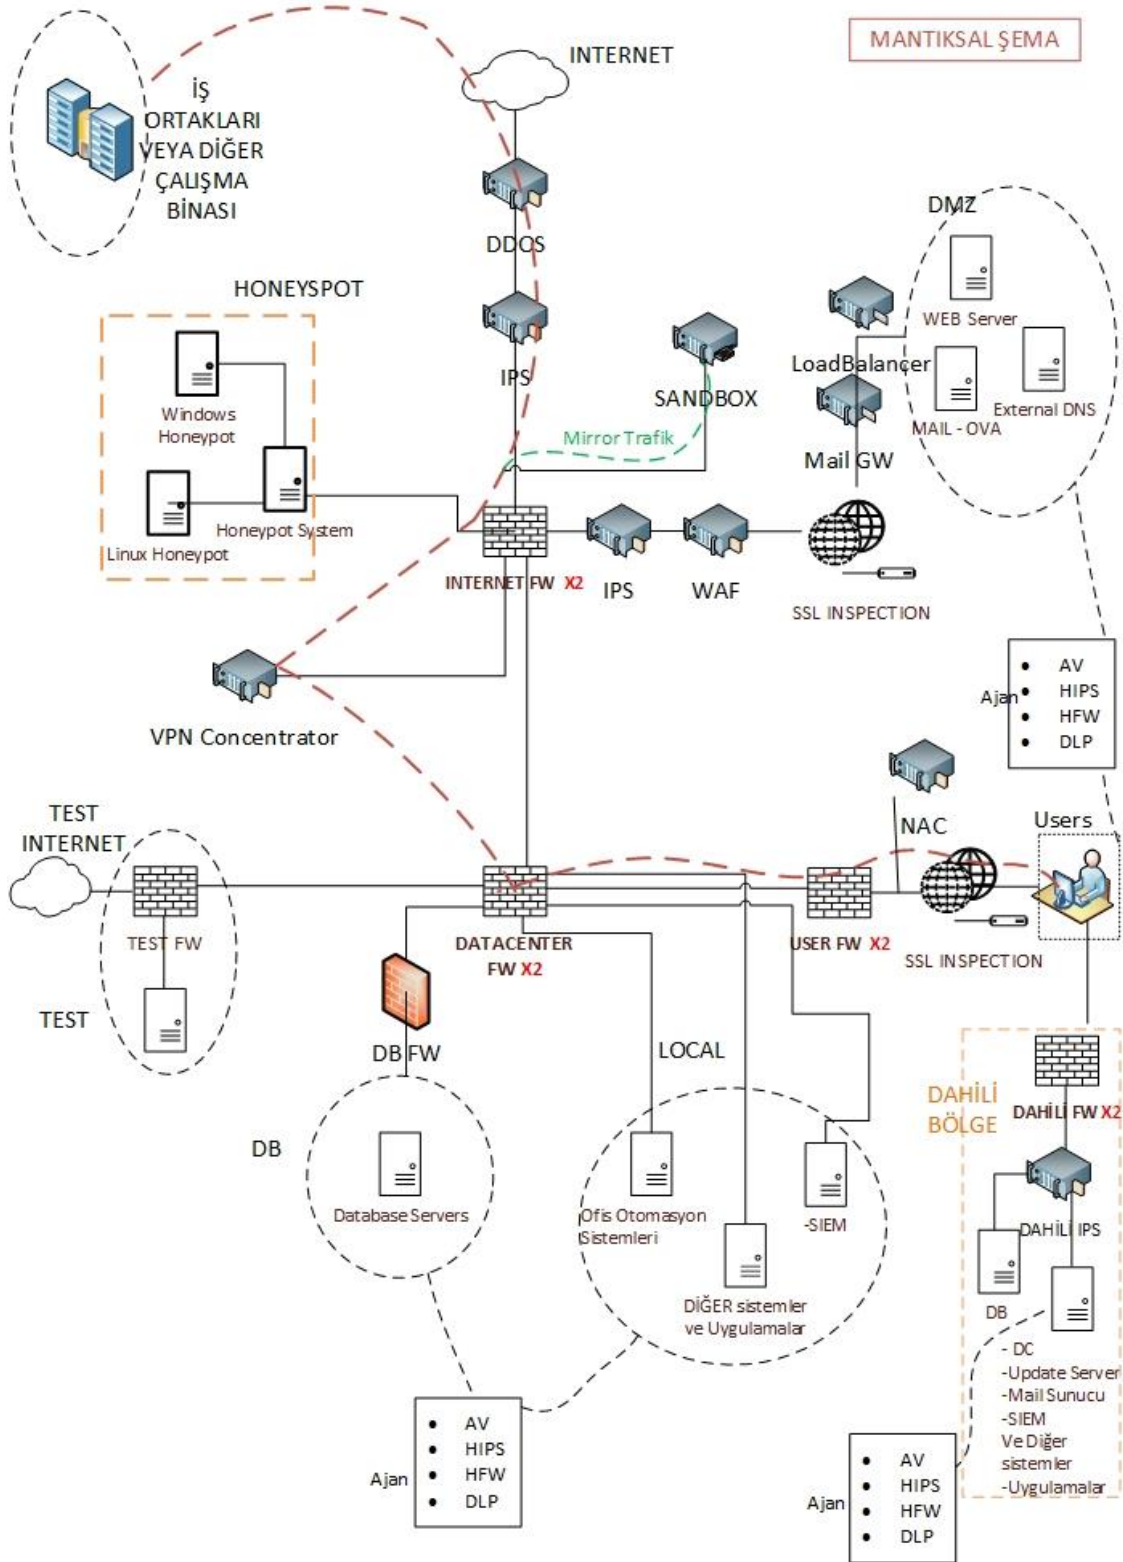 MANTIKSAL ŞEMA
INTERNET
İŞ
ORTAKLARI
VEYA DİĞER
ÇALIŞMA
BİNASI
DDOS
DMZ
WEB Server
HONEYSPOT
IPS
SANDBOX
LoadBalancer
External DNS
MAIL - OVA
Windows
Honeypot
Mirror Trafik
Mail GW
Linux Honeypot
Honeypot System
INTERNET FW X2
IPS
WAF
SSL INSPECTION
Ajan
• AV
• HIPS
• HFW
• DLP
VPN Concentrator
TEST
INTERNET
NAC
Users
TEST FW
DATACENTER
FW X2
USER FW X2
SSL INSPECTION
TEST
DB FW
LOCAL
DAHİLİ
BÖLGE
DAHİLİ FW X2
DB
Database Servers
Ofis Otomasyon
Sistemleri
-SIEM
DAHİLİ IPS
DİĞER sistemler
ve Uygulamalar
DB
- DC
-Update Server
-Mail Sunucu
-SIEM
Ve Diğer
sistemler
-Uygulamalar
Ajan
• AV
• HIPS
• HFW
• DLP
Ajan
• AV
• HIPS
• HFW
• DLP